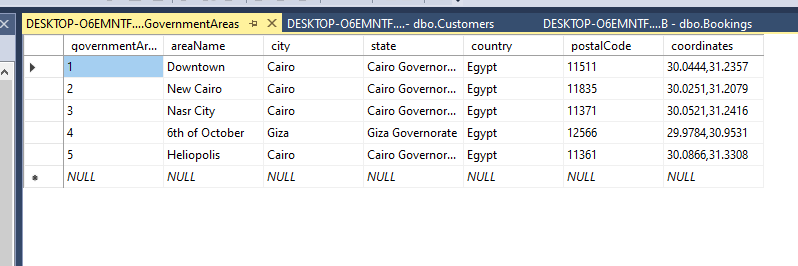 DESKTOP-O6EMNTF....GovernmentAreas DESKTOP-O6EMNTF....- dbo.Customers DESKTOP-O6EMNTF...B - dbo.Bookings
governmentAr... areaName city state country postalCode coordinates
1 Downtown Cairo Cairo Governor... Egypt 11511 30.0444,31.2357
2 New Cairo Cairo Cairo Governor... Egypt 11835 30.0251,31.2079
3 Nasr City Cairo Cairo Governor... Egypt 11371 30.0521,31.2416
4 6th of October Giza Giza Governorate Egypt 12566 29.9784,30.9531
5 Heliopolis Cairo Cairo Governor... Egypt 11361 30.0866,31.3308
NULL NULL NULL NULL NULL NULL NULL